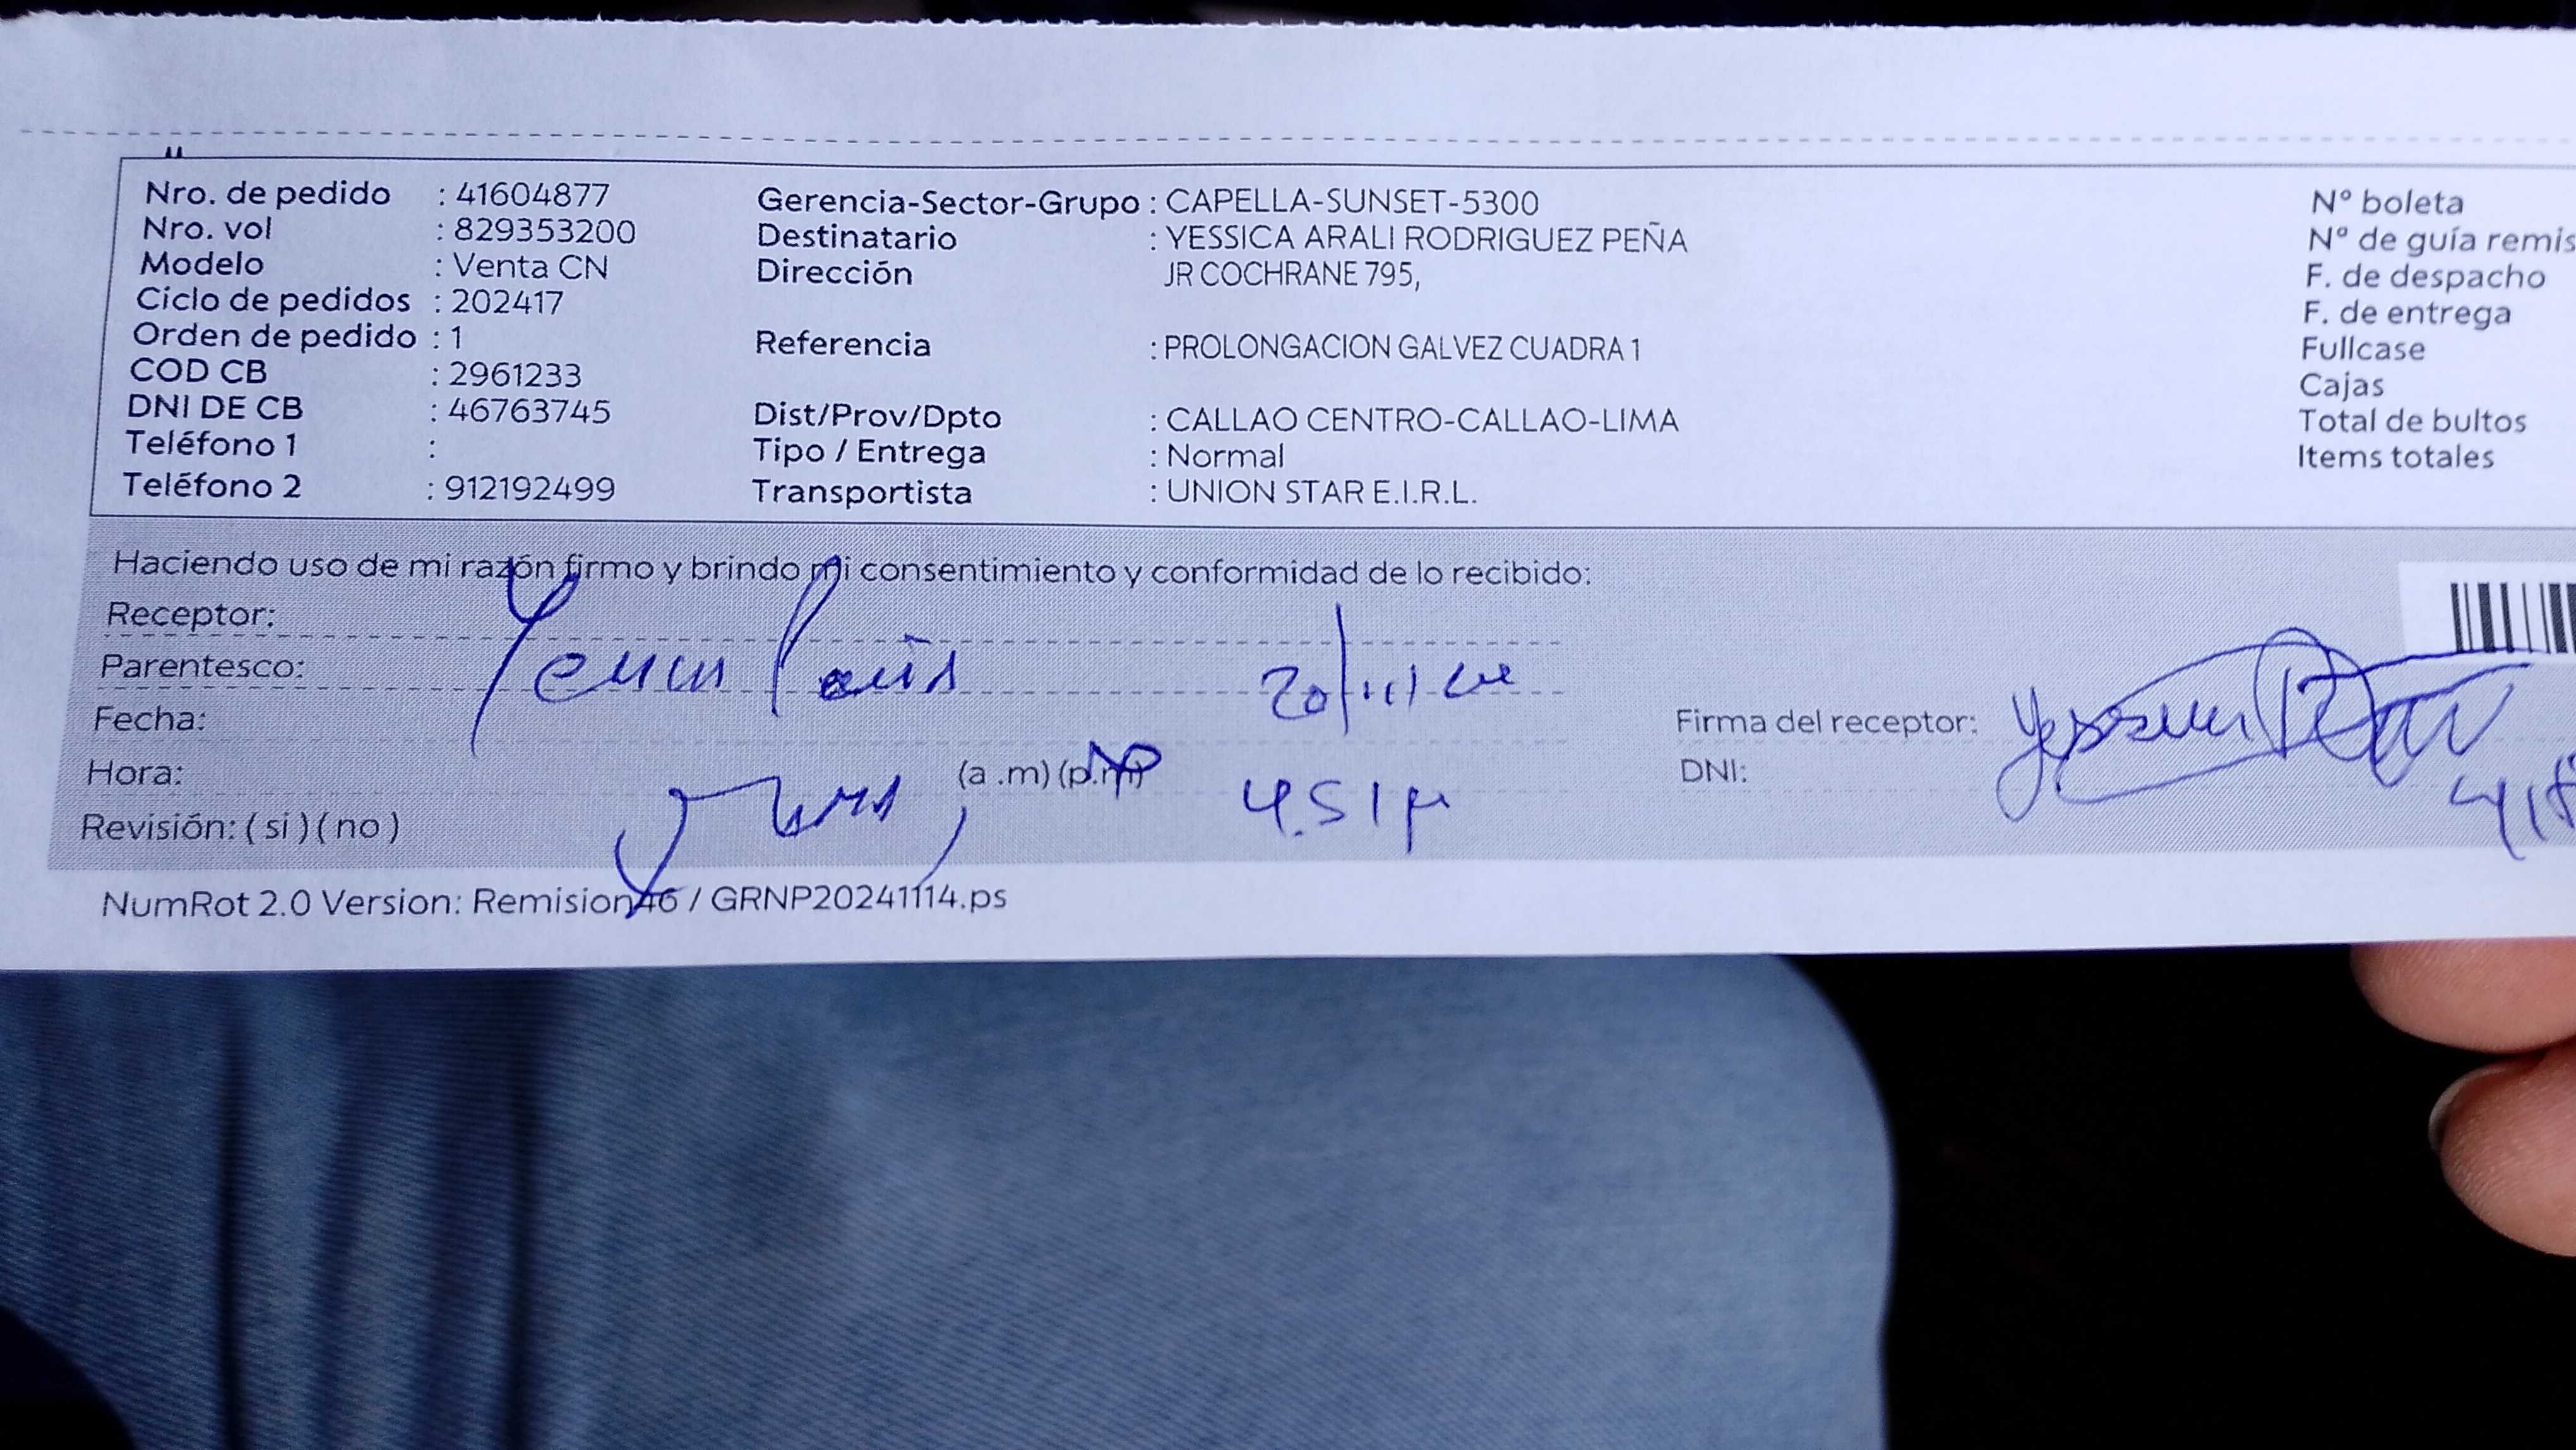 Nro. de pedido : 41604877
Nro. vol : 829353200
Modelo : Venta CN
Ciclo de pedidos : 202417
Orden de pedido : 1
COD CB : 2961233
DNI DE CB : 46763745
Teléfono 1 :
Teléfono 2 : 912192499
Gerencia-Sector-Grupo : CAPELLA-SUNSET-5300
Destinatario : YESSICA ARALI RODRIGUEZ PEÑA
Dirección JR COCHRANE 795,
Referencia : PROLONGACION GALVEZ CUADRA 1
Dist/Prov/Dpto : CALLAO CENTRO-CALLAO-LIMA
Tipo / Entrega : Normal
Transportista : UNION STAR E.I.R.L.
Nº boleta
Nº de guía remis
F. de despacho
F. de entrega
Fullcase
Cajas
Total de bultos
Items totales
Haciendo uso de mi razón firmo y brindo mi consentimiento y conformidad de lo recibido:
Receptor:
Parentesco:
Fecha:
Hora: (a .m) (p.m)
4.51
Revisión: ( si ) ( no )
Firma del receptor:
DNI:
NumRot 2.0 Version: Remision46 / GRNP20241114.ps